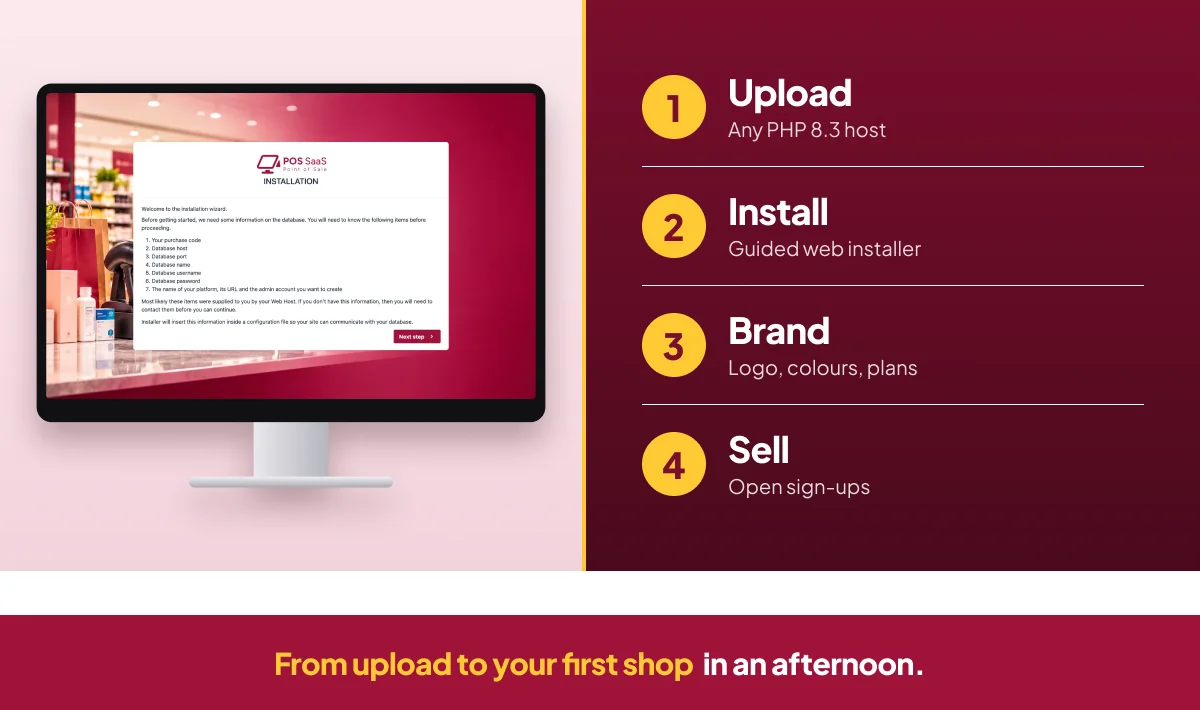 POS SaaS
Point of Sale
INSTALLATION
Welcome to the installation wizard.
Before getting started, we need some information on the database. You will need to know the following items before
proceeding.
1. Your purchase code
2. Database host
3. Database port
4. Database name
5. Database username
6. Database password
7. The name of your platform, its URL and the admin account you want to create
Most likely these items were supplied to you by your Web Host. If you don't have this information, then you will need to
contact them before you can continue.
Installer will insert this information inside a configuration file so your site can communicate with your database.
Next step
1
Upload
Any PHP 8.3 host
2
Install
Guided web installer
3
Brand
Logo, colours, plans
4
Sell
Open sign-ups
From upload to your first shop in an afternoon.